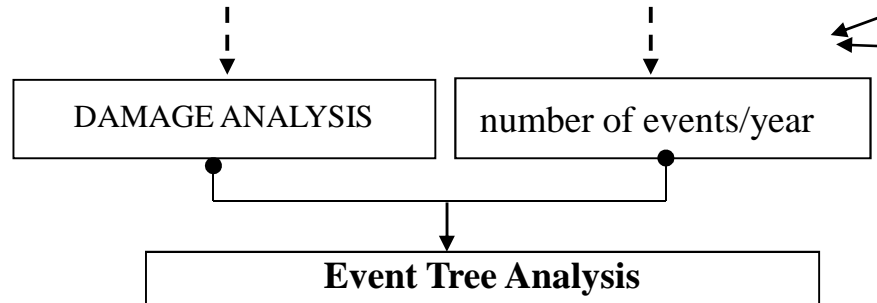 DAMAGE ANALYSIS
number of events/year
Event Tree Analysis